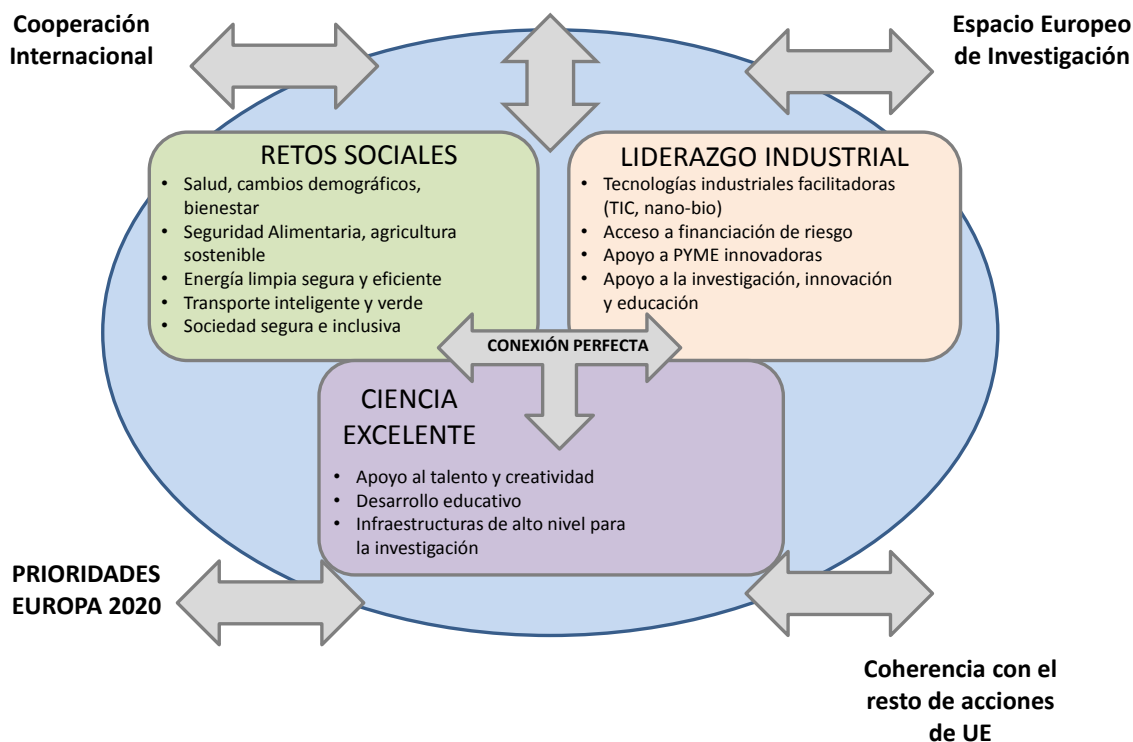 Cooperación
Internacional
Espacio Europeo
de Investigación
RETOS SOCIALES
• Salud, cambios demográficos,
bienestar
• Seguridad Alimentaria, agricultura
sostenible
• Energía limpia segura y eficiente
• Transporte inteligente y verde
• Sociedad segura e inclusiva
LIDERAZGO INDUSTRIAL
• Tecnologías industriales facilitadoras
(TIC, nano-bio)
• Acceso a financiación de riesgo
• Apoyo a PYME innovadoras
• Apoyo a la investigación, innovación
y educación
CONEXIÓN PERFECTA
CIENCIA
EXCELENTE
• Apoyo al talento y creatividad
• Desarrollo educativo
• Infraestructuras de alto nivel para
la investigación
PRIORIDADES
EUROPA 2020
Coherencia con el
resto de acciones
de UE